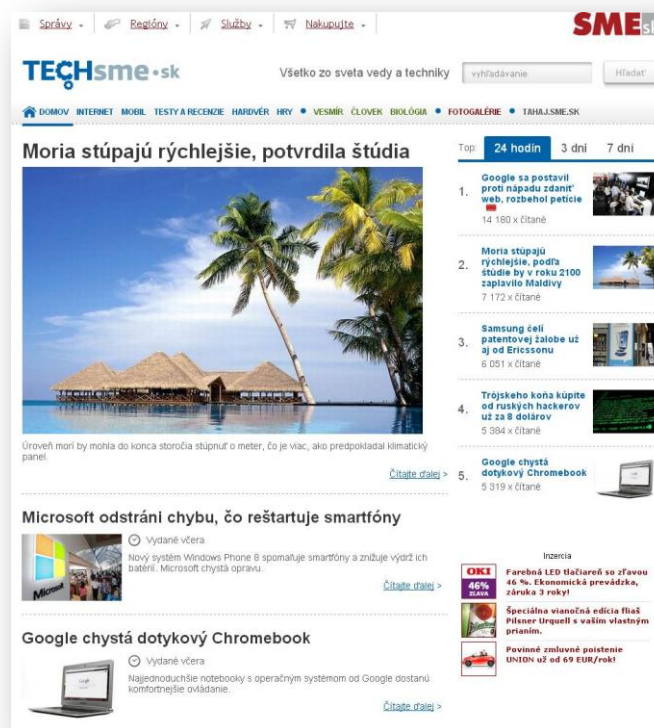 Správy
Regióny
Služby
Nakupujte
SME.sk
TECHsme•sk
Všetko zo sveta vedy a techniky
vyhľadávanie
Hľadať
DOMOV INTERNET MOBIL TESTY A RECENZIE HARDVÉR HRY • VESMÍR ČLOVEK BIOLÓGIA • FOTOGALÉRIE • TAHAJ.SME.SK
Moria stúpajú rýchlejšie, potvrdila štúdia
Úroveň morí by mohla do konca storočia stúpnuť o meter, čo je viac, ako predpokladal klimatický
panel.
Čítajte ďalej >
Microsoft odstráni chybu, čo reštartuje smartfóny
Vydané včera
Nový systém Windows Phone 8 spomaľuje smartfóny a znižuje výdrž ich
batérií. Microsoft chystá opravu.
Microsoft
Čítajte ďalej >
Google chystá dotykový Chromebook
Vydané včera
Najjednoduchšie notebooky s operačným systémom od Google dostanú
komfortnejšie ovládanie.
Čítajte ďalej >
Top: 24 hodín 3 dni 7 dní
1. Google sa postavil
proti nápadu zdaniť
web, rozbehol petície
14 180 x čítané
2. Moria stúpajú
rýchlejšie, podľa
štúdie by v roku 2100
zaplavilo Maldivy
7 172 x čítané
3. Samsung čelí
patentovej žalobe už
aj od Ericssonu
6 051 x čítané
4. Trójskeho koňa kúpite
od ruských hackerov
už za 8 dolárov
5 384 x čítané
5. Google chystá
dotykový Chromebook
5 319 x čítané
Inzercia
OKI
46%
ZĽAVA
Farebná LED tlačiareň so zľavou
46 %. Ekonomická prevádzka,
záruka 3 roky!
Špeciálna vianočná edícia fliaš
Pilsner Urquell s vaším vlastným
prianím.
Povinné zmluvné poistenie
UNION už od 69 EUR/rok!